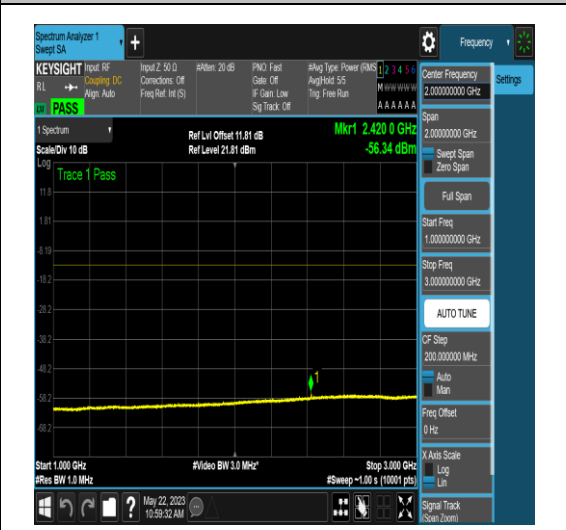 Spectrum Analyzer 1
Swept SA
+
Frequency
KEYSIGHT
RL
Input: RF
Coupling: DC
Align: Auto
Input Z: 50 Ω
Corrections: Off
Freq Ref: Int (S)
#Atten: 20 dB
PNO: Fast
Gate: Off
IF Gain: Low
Sig Track: Off
#Avg Type: Power (RMS
Avg|Hold: 5/5
Trig: Free Run
1 2 3 4 5 6
M W W W W W
A A A A A A
PASS
1 Spectrum
Scale/Div 10 dB
Ref Lvl Offset 11.81 dB
Ref Level 21.81 dBm
Mkr1 2.420 0 GHz
-56.34 dBm
Log
Trace 1 Pass
11.8
1.81
-8.19
-18.2
-28.2
-38.2
-48.2
-58.2
-68.2
1
Start 1.000 GHz
#Res BW 1.0 MHz
#Video BW 3.0 MHz*
Stop 3.000 GHz
#Sweep ~1.00 s (10001 pts)
Center Frequency
2.000000000 GHz
Settings
Span
2.00000000 GHz
Swept Span
Zero Span
Full Span
Start Freq
1.000000000 GHz
Stop Freq
3.000000000 GHz
AUTO TUNE
CF Step
200.000000 MHz
Auto
Man
Freq Offset
0 Hz
X Axis Scale
Log
Lin
Signal Track
(Span Zoom)
?
May 22, 2023
10:59:32 AM